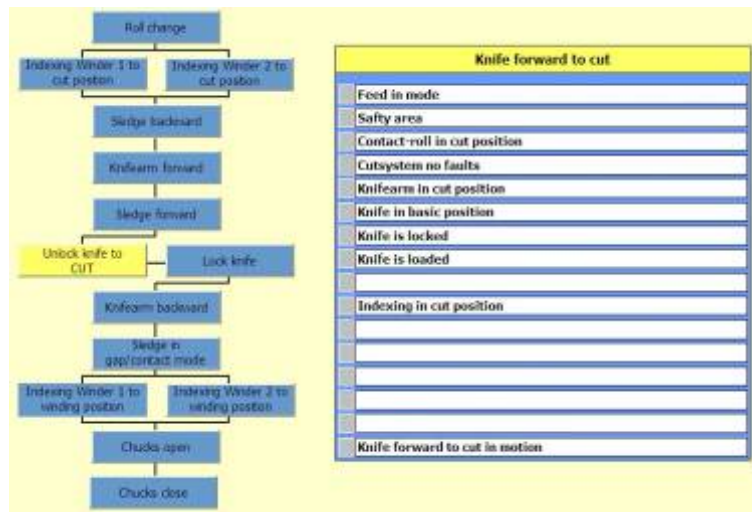 Roll change
Indexing Winder 1 to
cut position
Indexing Winder 2 to
cut position
Sledge backward
Knifearm forward
Sledge forward
Unlock knife to
CUT
Lock knife
Knifearm backward
Sledge in
gap/contact mode
Indexing Winder 1 to
winding position
Indexing Winder 2 to
winding position
Chucks open
Chucks close
Knife forward to cut
Feed in mode
Safty area
Contact-roll in cut position
Cutsystem no faults
Knifearm in cut position
Knife in basic position
Knife is locked
Knife is loaded
Indexing in cut position
Knife forward to cut in motion